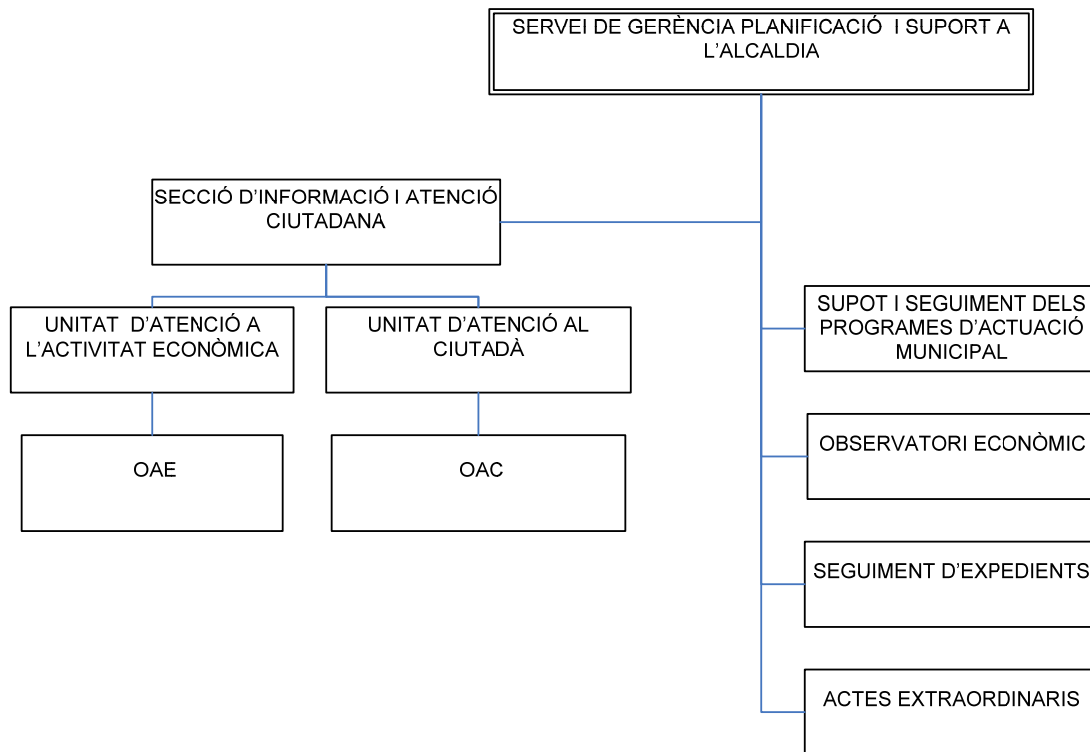 SERVEI DE GERÈNCIA PLANIFICACIÓ I SUPORT A
L'ALCALDIA
SECCIÓ D'INFORMACIÓ I ATENCIÓ
CIUTADANA
UNITAT D'ATENCIÓ A
L'ACTIVITAT ECONÒMICA
UNITAT D'ATENCIÓ AL
CIUTADÀ
OAE
OAC
SUPOT I SEGUIMENT DELS
PROGRAMES D'ACTUACIÓ
MUNICIPAL
OBSERVATORI ECONÒMIC
SEGUIMENT D'EXPEDIENTS
ACTES EXTRAORDINARIS